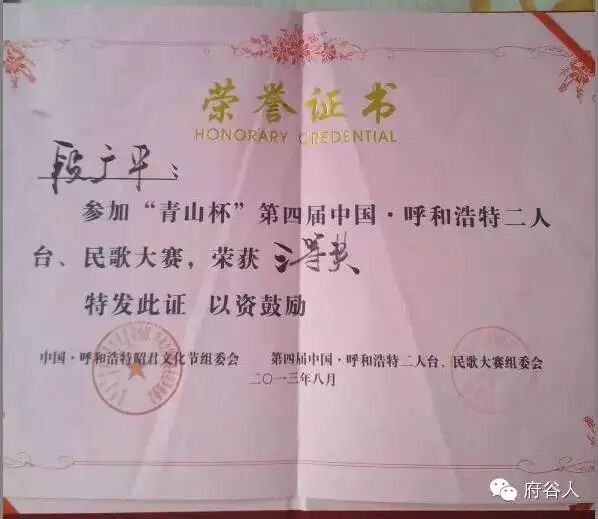 荣誉证书
HONORARY CREDENTIAL
段广平：
参加“青山杯”第四届中国·呼和浩特二人
台、民歌大赛，荣获三等奖
特发此证 以资鼓励
中国·呼和浩特昭君文化节组委会 第四届中国·呼和浩特二人台、民歌大赛组委会
二〇一三年八月
府谷人